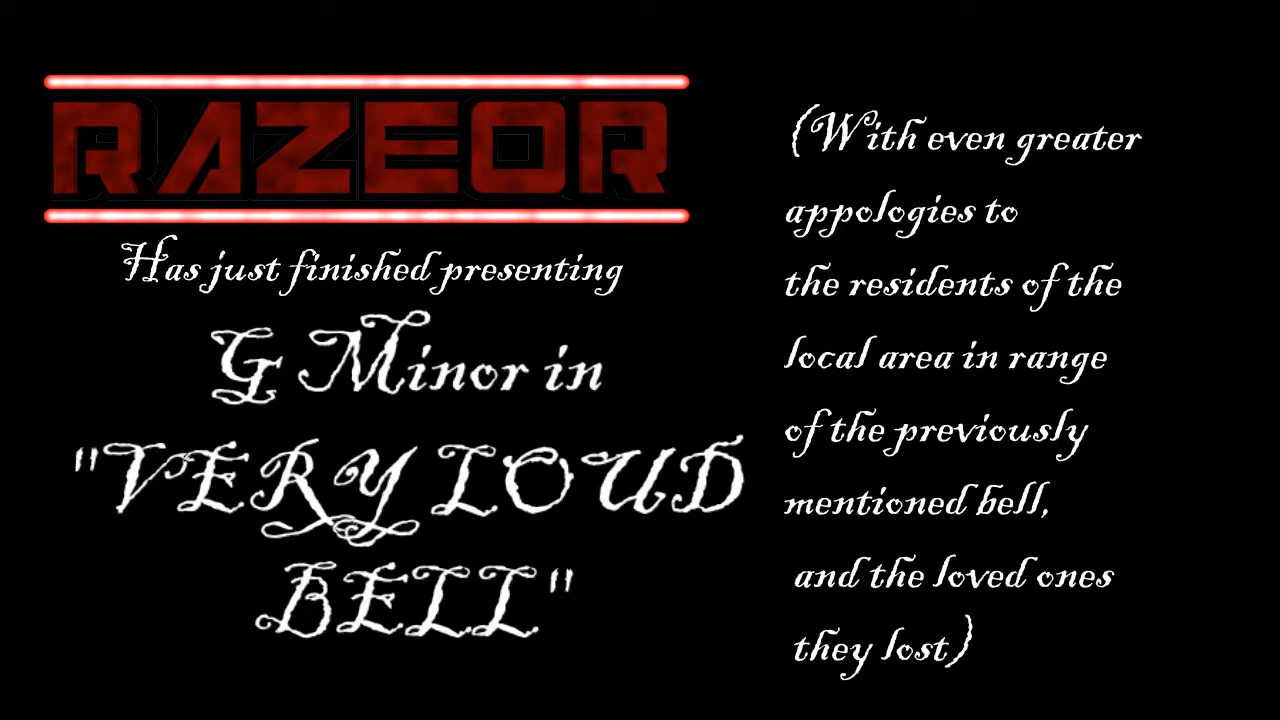 RAZEOR
Has just finished presenting
G Minor in
"VERY LOUD
BELL"
(With even greater
appologies to
the residents of the
local area in range
of the previously
mentioned bell,
and the loved ones
they lost)